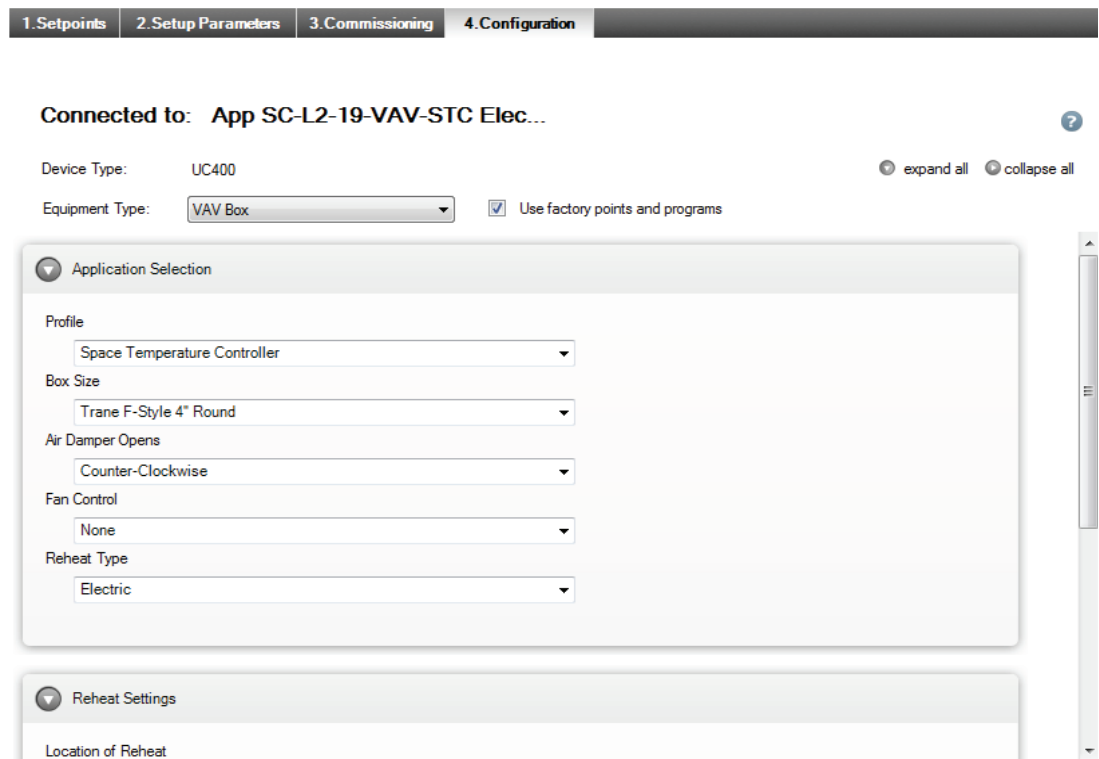 1.Setpoints 2.Setup Parameters 3.Commissioning 4.Configuration
Connected to: App SC-L2-19-VAV-STC Elec...
?
Device Type: UC400 expand all collapse all
Equipment Type: VAV Box Use factory points and programs
Application Selection
Profile
Space Temperature Controller
Box Size
Trane F-Style 4" Round
Air Damper Opens
Counter-Clockwise
Fan Control
None
Reheat Type
Electric
Reheat Settings
Location of Reheat